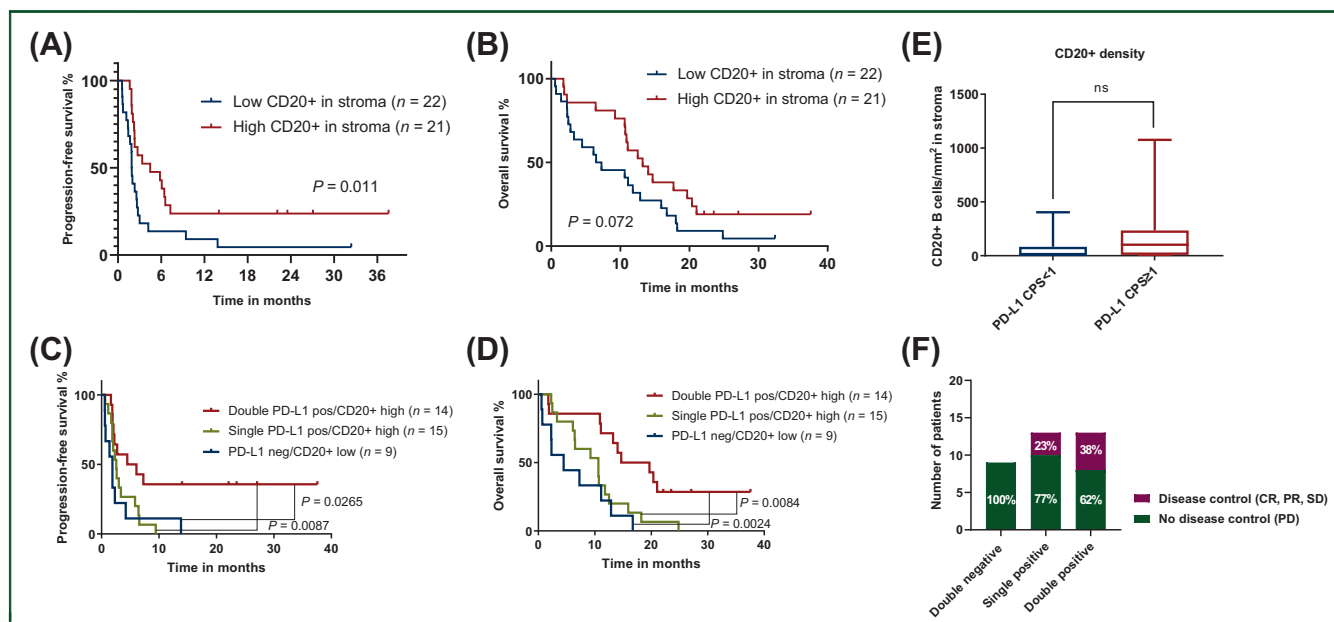 (A)
Progression-free survival %
100
50
0
0 6 12 18 24 30 36
Time in months
Low CD20+ in stroma (n = 22)
High CD20+ in stroma (n = 21)
P = 0.011
(B)
Overall survival %
100
50
0
0 10 20 30 40
Time in months
Low CD20+ in stroma (n = 22)
High CD20+ in stroma (n = 21)
P = 0.072
(E)
CD20+ density
ns
CD20+ B cells/mm² in stroma
1500
1000
500
0
PD-L1 CPS<1
PD-L1 CPS≥1
(C)
Progression-free survival %
100
50
0
0 10 20 30 40
Time in months
Double PD-L1 pos/CD20+ high (n = 14)
Single PD-L1 pos/CD20+ high (n = 15)
PD-L1 neg/CD20+ low (n = 9)
P = 0.0265
P = 0.0087
(D)
Overall survival %
100
50
0
0 10 20 30 40
Time in months
Double PD-L1 pos/CD20+ high (n = 14)
Single PD-L1 pos/CD20+ high (n = 15)
PD-L1 neg/CD20+ low (n = 9)
P = 0.0084
P = 0.0024
(F)
Number of patients
20
15
10
5
0
100%
23%
77%
38%
62%
Double negative
Single positive
Double positive
Disease control (CR, PR, SD)
No disease control (PD)